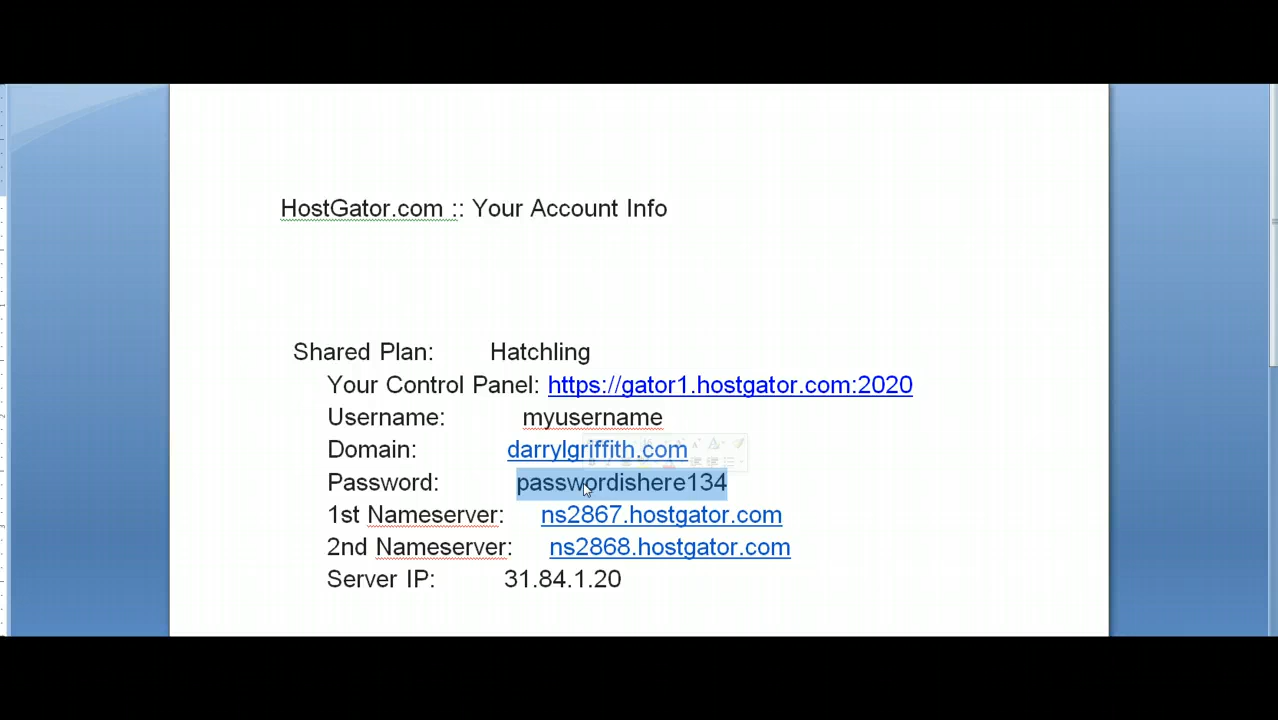 HostGator.com :: Your Account Info
Shared Plan: Hatchling
Your Control Panel: https://gator1.hostgator.com:2020
Username: myusername
Domain: darrylgriffith.com
Password: passwordishere134
1st Nameserver: ns2867.hostgator.com
2nd Nameserver: ns2868.hostgator.com
Server IP: 31.84.1.20